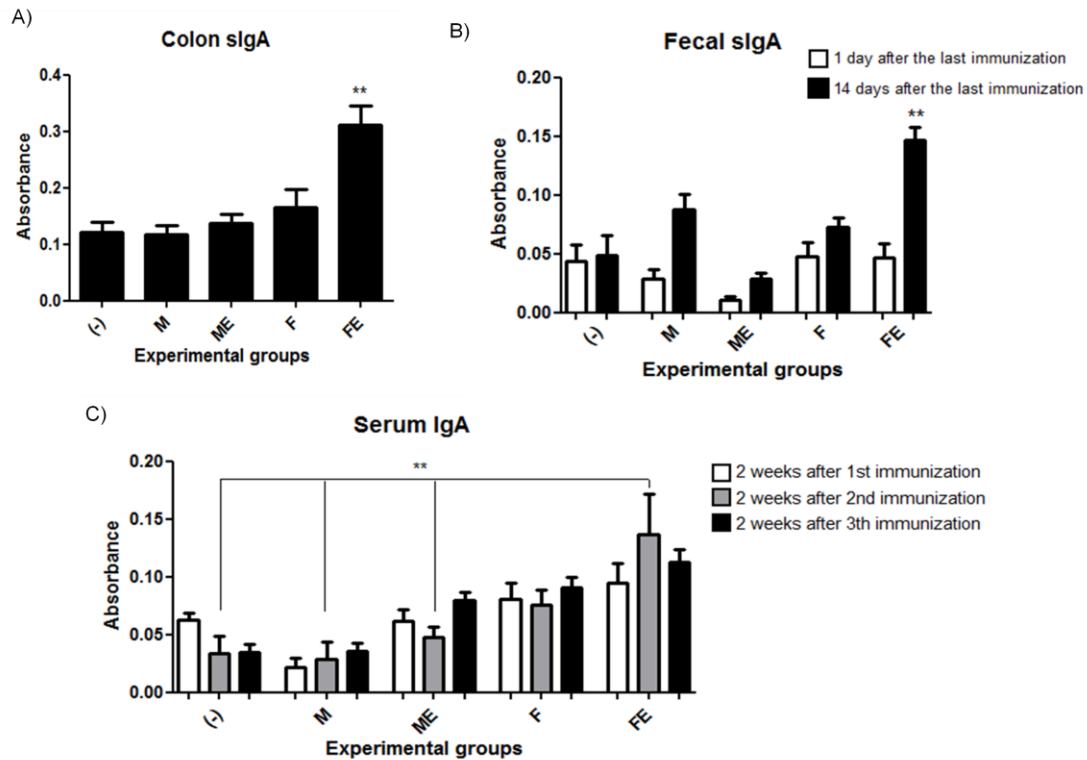 A)
Colon sIgA
0.4
0.3
0.2
0.1
0.0
Absorbance
**
(-)
M
ME
F
FE
Experimental groups
B)
Fecal sIgA
1 day after the last immunization
14 days after the last immunization
0.20
0.15
0.10
0.05
0.00
Absorbance
**
(-)
M
ME
F
FE
Experimental groups
C)
Serum IgA
0.20
0.15
0.10
0.05
0.00
Absorbance
**
2 weeks after 1st immunization
2 weeks after 2nd immunization
2 weeks after 3th immunization
(-)
M
ME
F
FE
Experimental groups